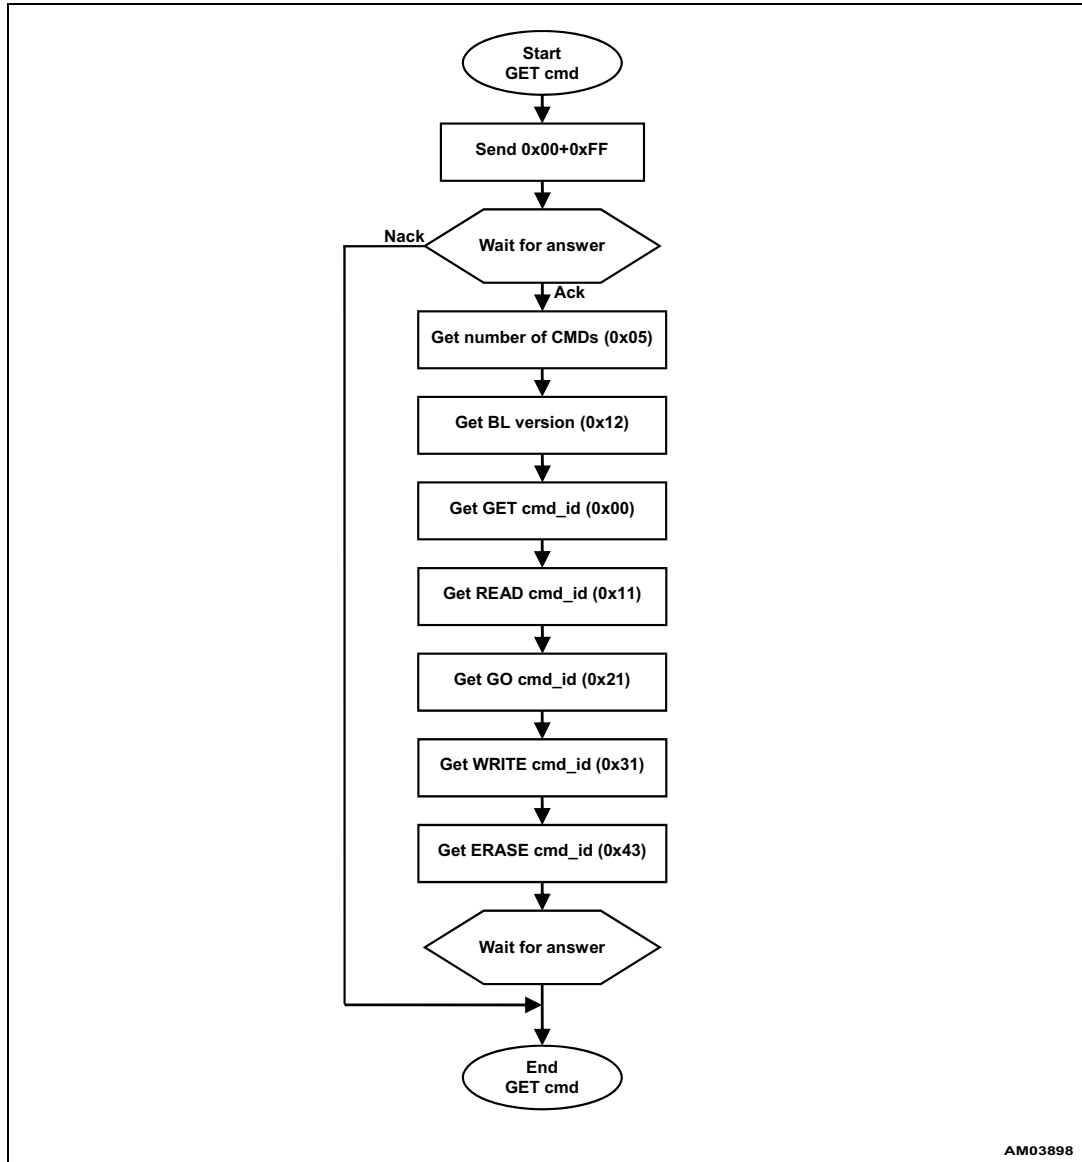 Start
GET cmd
Send 0x00+0xFF
Nack
Wait for answer
Ack
Get number of CMDs (0x05)
Get BL version (0x12)
Get GET cmd_id (0x00)
Get READ cmd_id (0x11)
Get GO cmd_id (0x21)
Get WRITE cmd_id (0x31)
Get ERASE cmd_id (0x43)
Wait for answer
End
GET cmd
AM03898